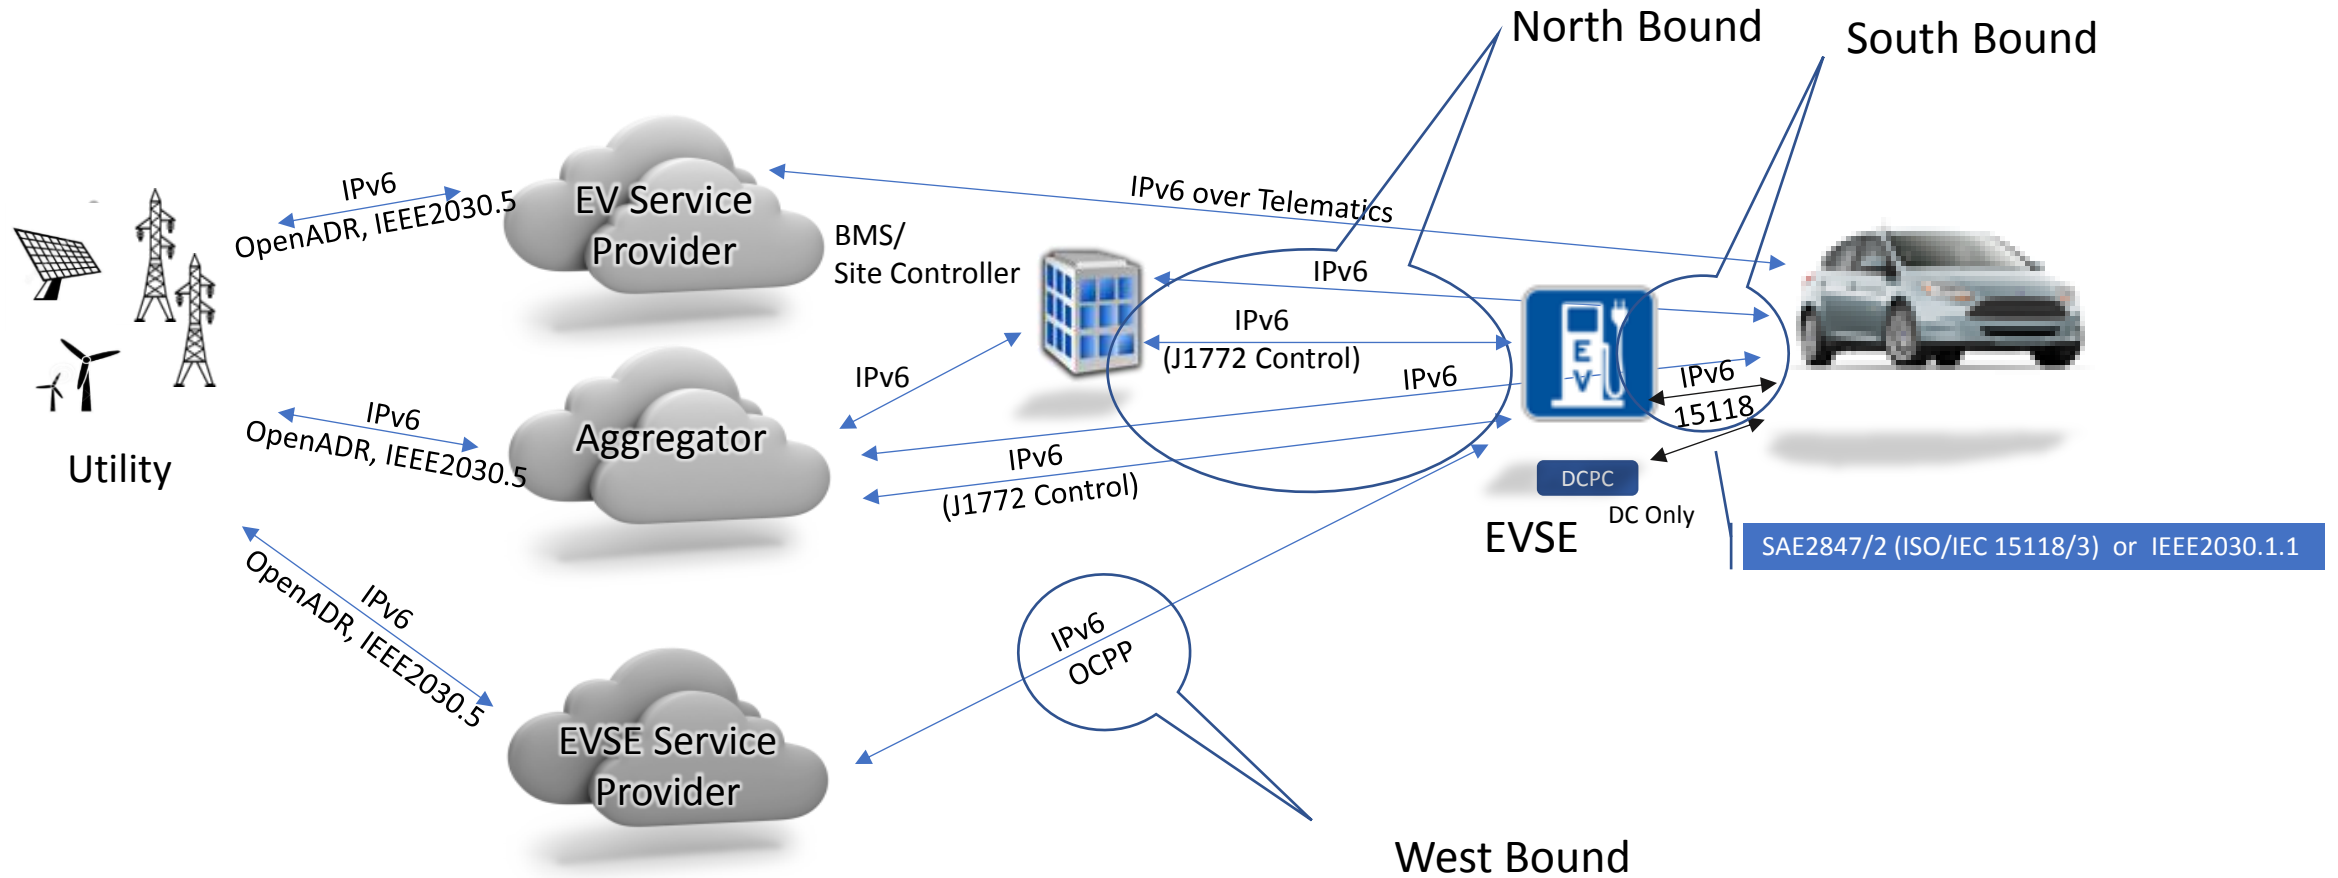 North Bound
South Bound
IPv6
OpenADR, IEEE2030.5
EV Service
Provider
IPv6 over Telematics
BMS/
Site Controller
IPv6
IPv6
(J1772 Control)
IPv6
IPv6
E
V
IPv6
15118
IPv6
OpenADR, IEEE2030.5
Aggregator
IPv6
(J1772 Control)
Utility
DCPC
DC Only
EVSE
SAE2847/2 (ISO/IEC 15118/3) or IEEE2030.1.1
IPv6
OpenADR, IEEE2030.5
IPv6
OCPP
EVSE Service
Provider
West Bound